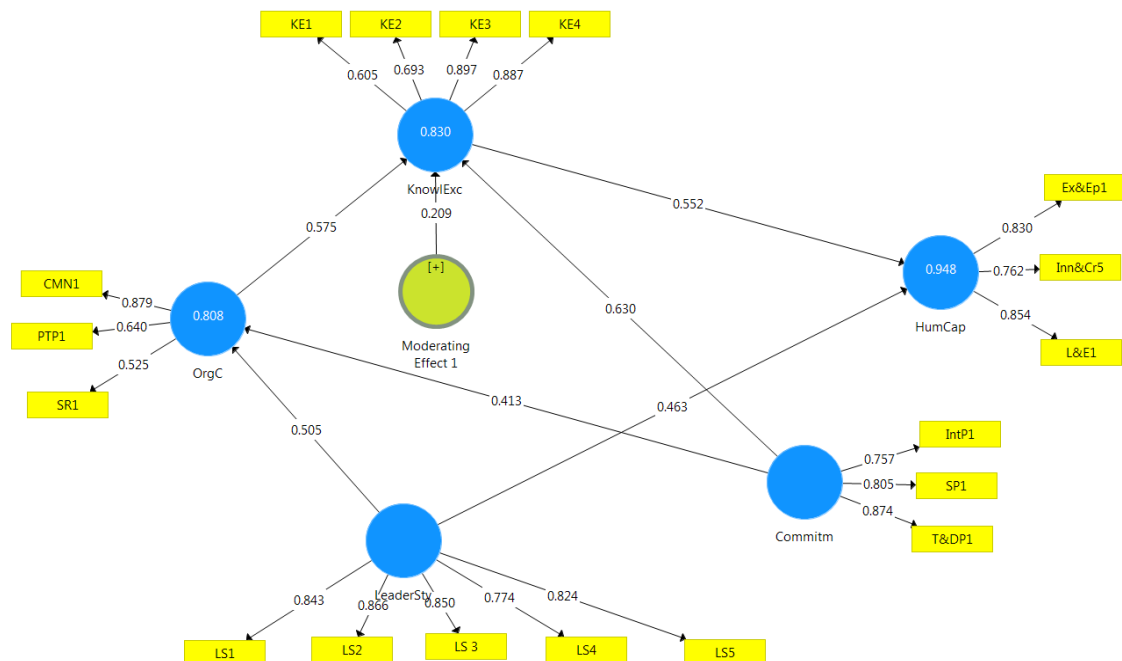 KE1
KE2
KE3
KE4
0.605
0.693
0.897
0.887
0.830
KnowlExc
0.552
0.575
0.209
[+]
Moderating
Effect 1
0.630
Ex&Ep1
0.830
Inn&Cr5
0.762
0.948
HumCap
0.854
L&E1
CMN1
0.879
PTP1
0.640
0.808
0.525
OrgC
SR1
0.413
0.463
0.505
IntP1
0.757
0.805
SP1
0.874
Commitm
T&DP1
LeaderSty
0.843
0.866
0.850
0.774
0.824
LS1
LS2
LS 3
LS4
LS5